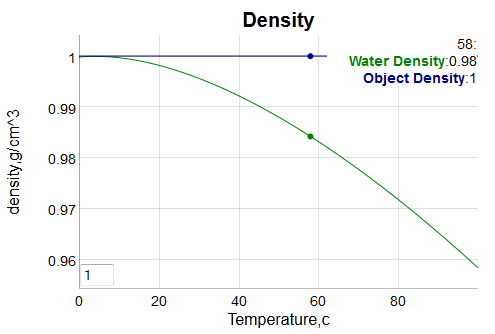 Density
58:
Water Density:0.98
Object Density:1
1
0.99
0.98
0.97
0.96
density,g/cm^3
1
0 20 40 60 80
Temperature,c